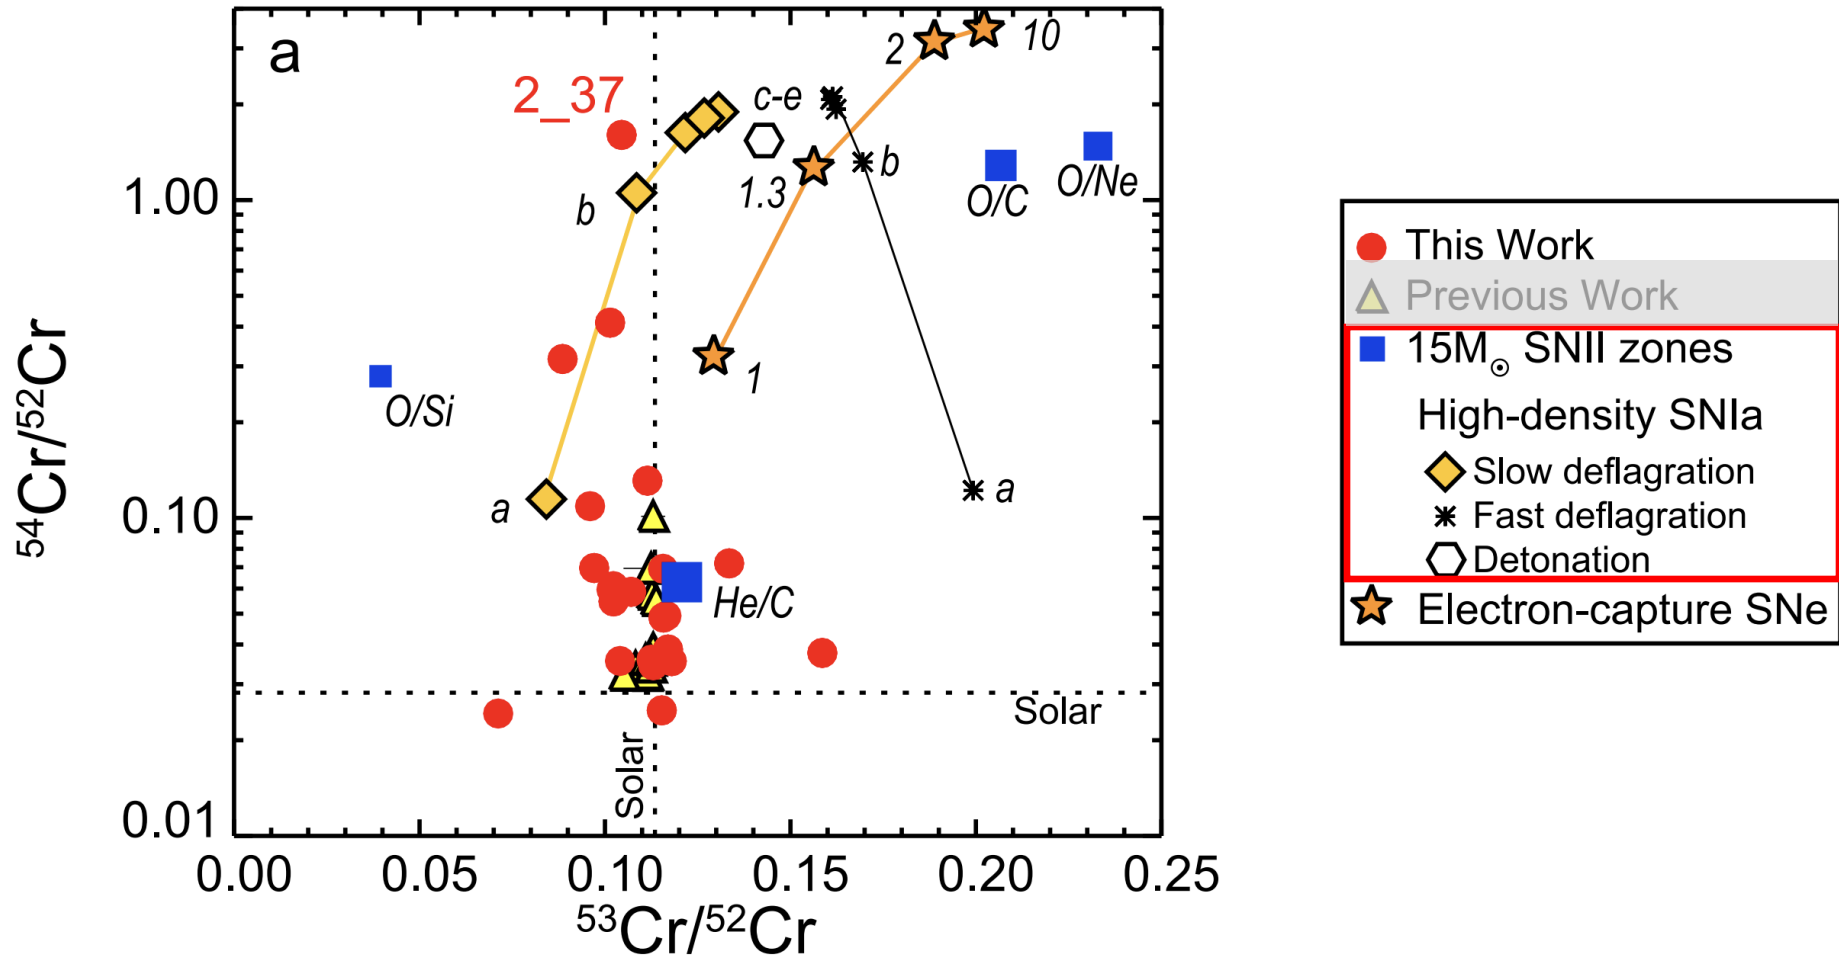 a
2_37
c-e
2
10
b
1.3
b
O/C
O/Ne
1
O/Si
a
a
He/C
Solar
Solar
1.00
0.10
0.01
0.00
0.05
0.10
0.15
0.20
0.25
⁵⁴Cr/⁵²Cr
⁵³Cr/⁵²Cr
This Work
Previous Work
15M☉ SNII zones
High-density SNIa
Slow deflagration
Fast deflagration
Detonation
Electron-capture SNe